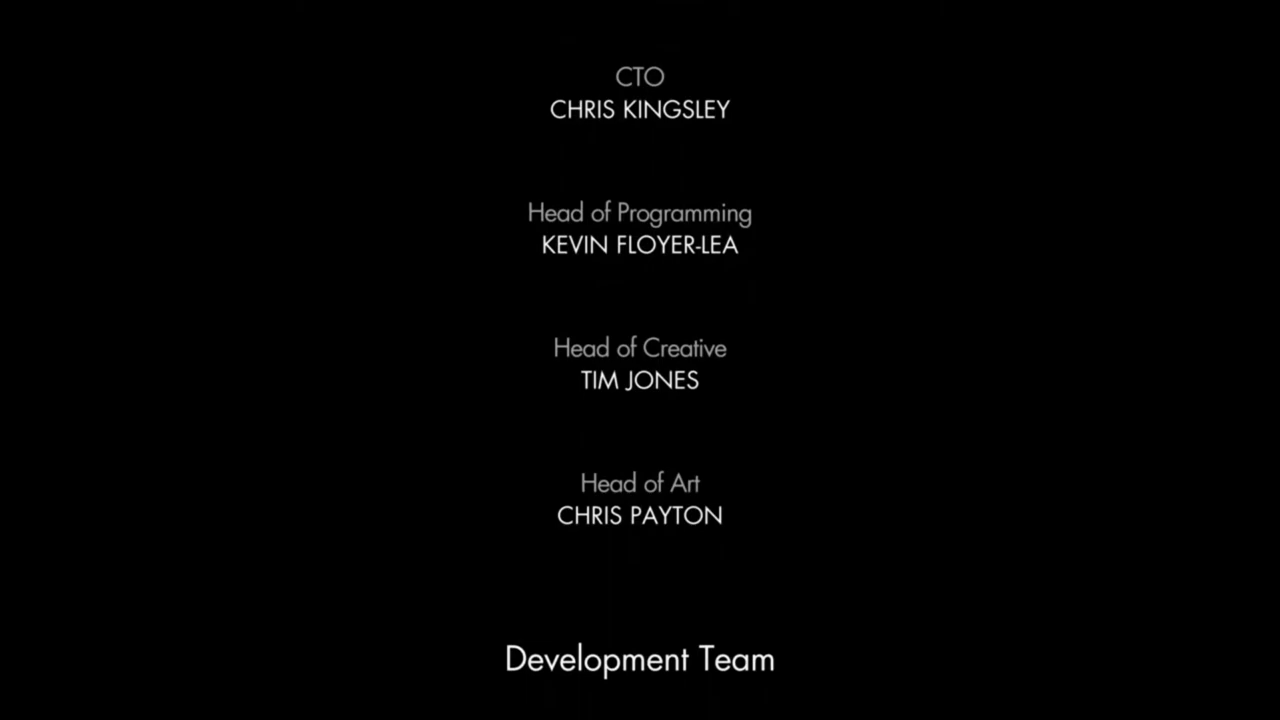 CTO
CHRIS KINGSLEY
Head of Programming
KEVIN FLOYER-LEA
Head of Creative
TIM JONES
Head of Art
CHRIS PAYTON
Development Team